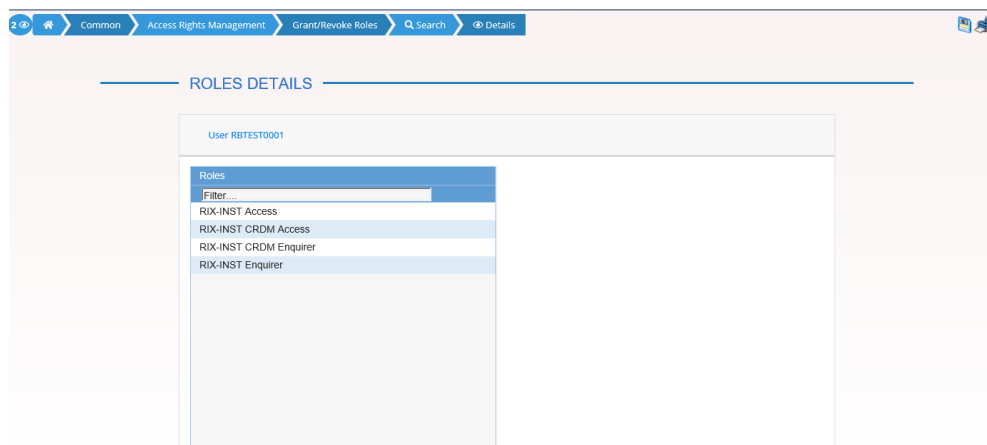 2 Common Access Rights Management Grant/Revoke Roles Search Details
ROLES DETAILS
User RBTEST0001
Roles
Filter....
RIX-INST Access
RIX-INST CRDM Access
RIX-INST CRDM Enquirer
RIX-INST Enquirer